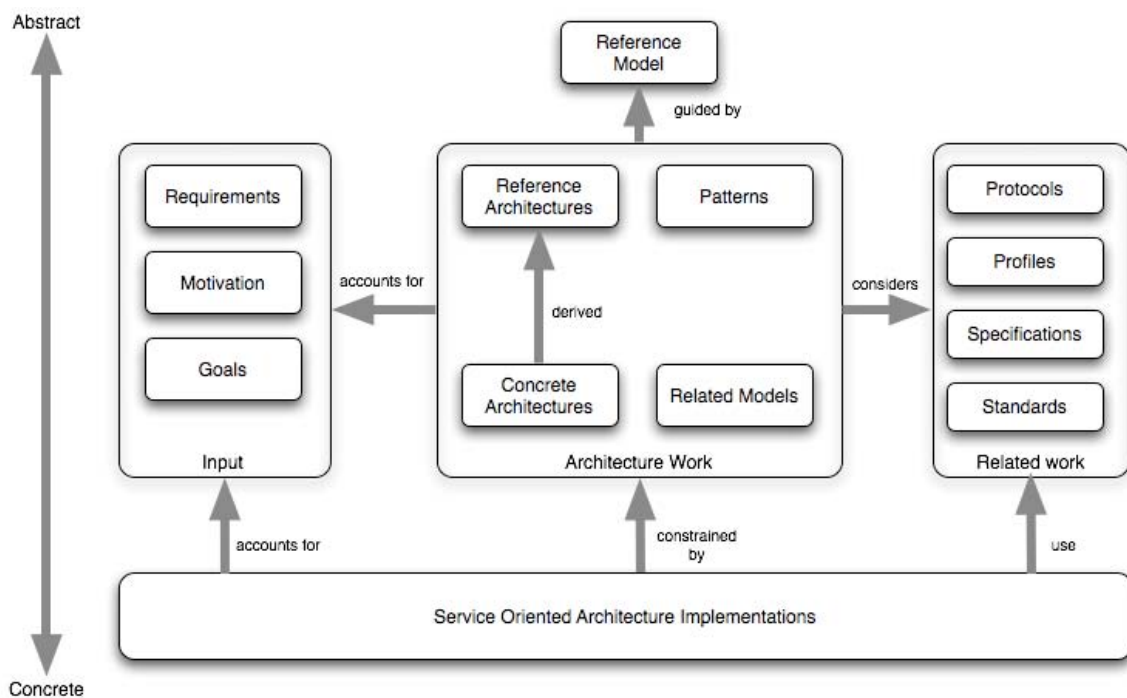 Abstract
Reference
Model
guided by
Requirements
Motivation
Goals
Input
accounts for
Reference
Architectures
Patterns
derived
Concrete
Architectures
Related Models
Architecture Work
considers
Protocols
Profiles
Specifications
Standards
Related work
accounts for
constrained
by
use
Service Oriented Architecture Implementations
Concrete